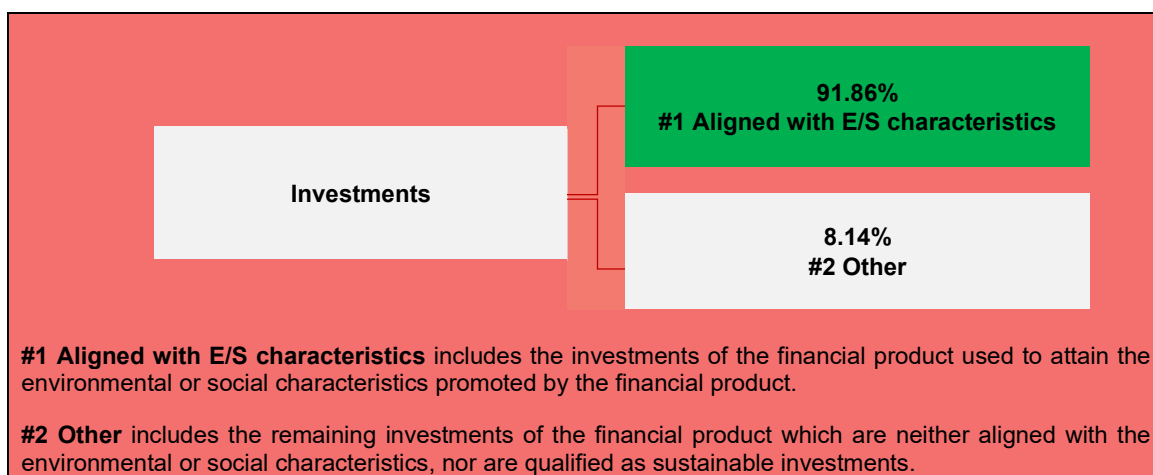 91.86%
#1 Aligned with E/S characteristics
Investments
8.14%
#2 Other
#1 Aligned with E/S characteristics includes the investments of the financial product used to attain the
environmental or social characteristics promoted by the financial product.
#2 Other includes the remaining investments of the financial product which are neither aligned with the
environmental or social characteristics, nor are qualified as sustainable investments.